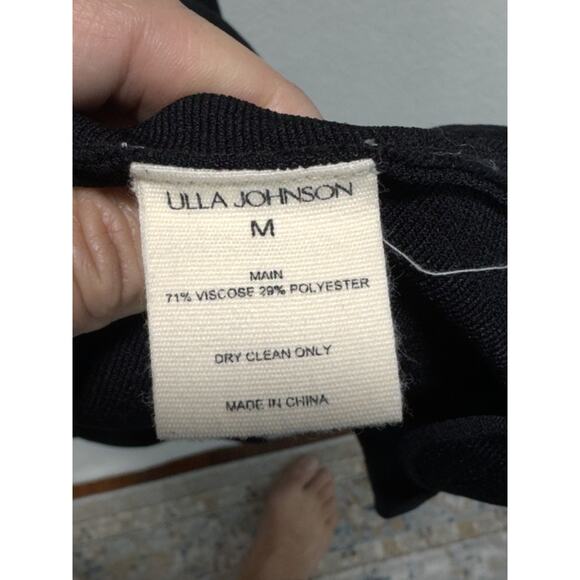 ULLA JOHNSON
M
MAIN
71% VISCOSE 29% POLYESTER
DRY CLEAN ONLY
MADE IN CHINA